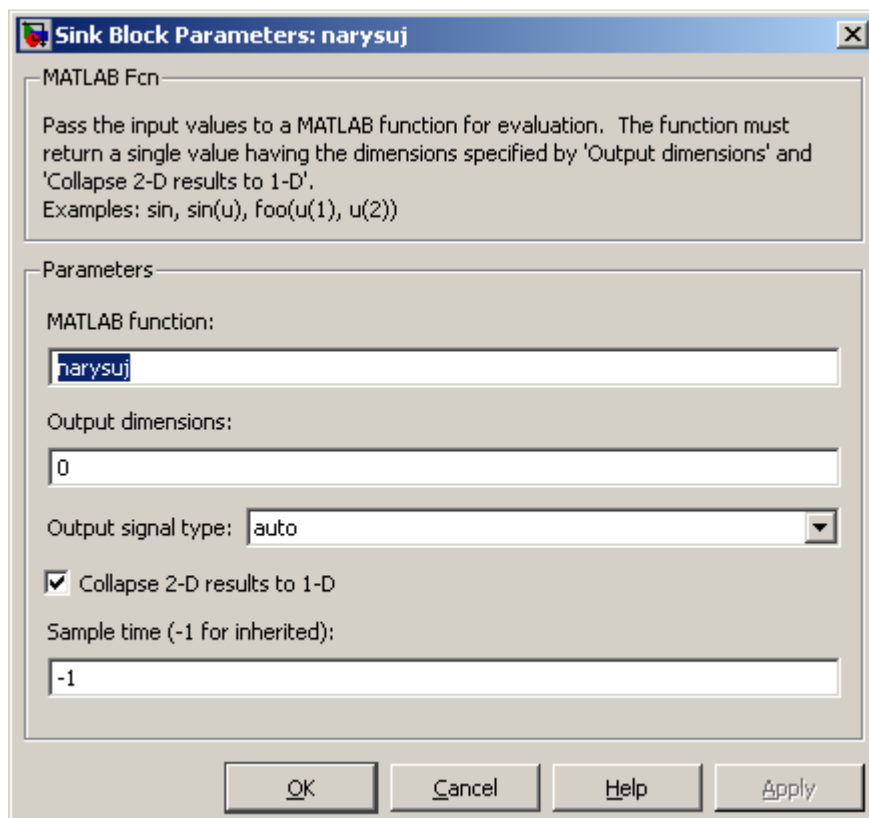 Sink Block Parameters: narysuj
MATLAB Fcn
Pass the input values to a MATLAB function for evaluation.  The function must
return a single value having the dimensions specified by 'Output dimensions' and
'Collapse 2-D results to 1-D'.
Examples: sin, sin(u), foo(u(1), u(2))
Parameters
MATLAB function:
narysuj
Output dimensions:
0
Output signal type: auto
Collapse 2-D results to 1-D
Sample time (-1 for inherited):
-1
OK Cancel Help Apply